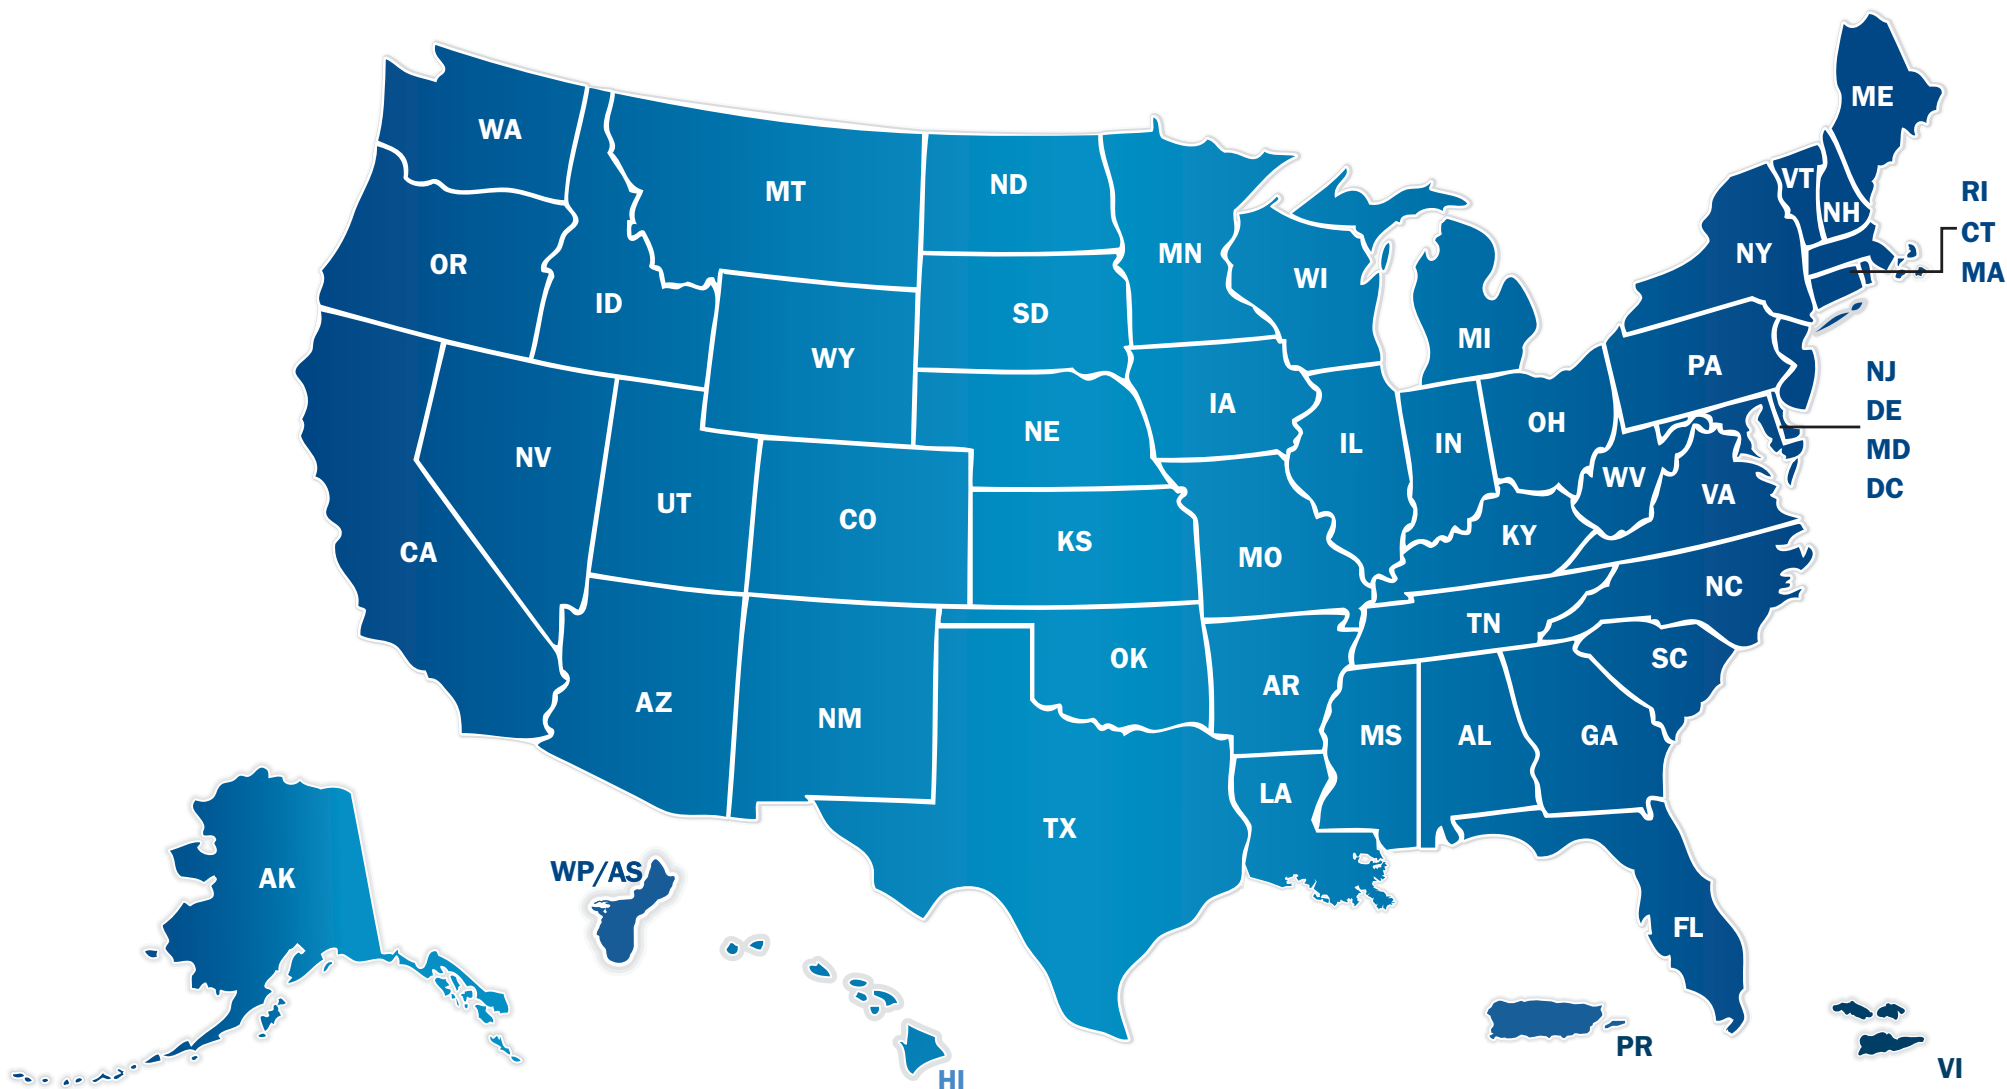 ME
WA
VT
ND
MT
RI
NH
CT
MN
NY
OR
MA
WI
ID
SD
MI
WY
PA
NJ
IA
DE
OH
NE
IL
IN
MD
NV
WV
DC
VA
UT
CO
KY
KS
CA
MO
NC
TN
OK
SC
AR
AZ
NM
MS
AL
GA
LA
TX
WP/AS
AK
FL
PR
VI
HI